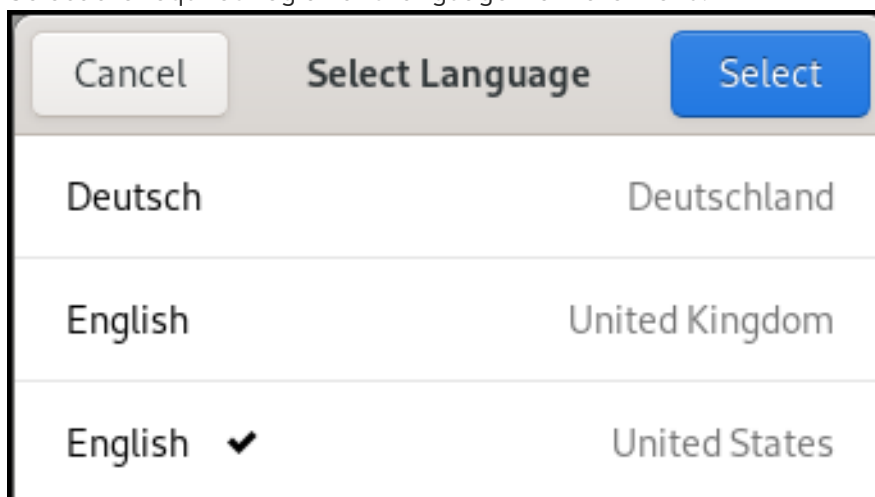 Cancel Select Language Select
Deutsch Deutschland
English United Kingdom
English ✔ United States